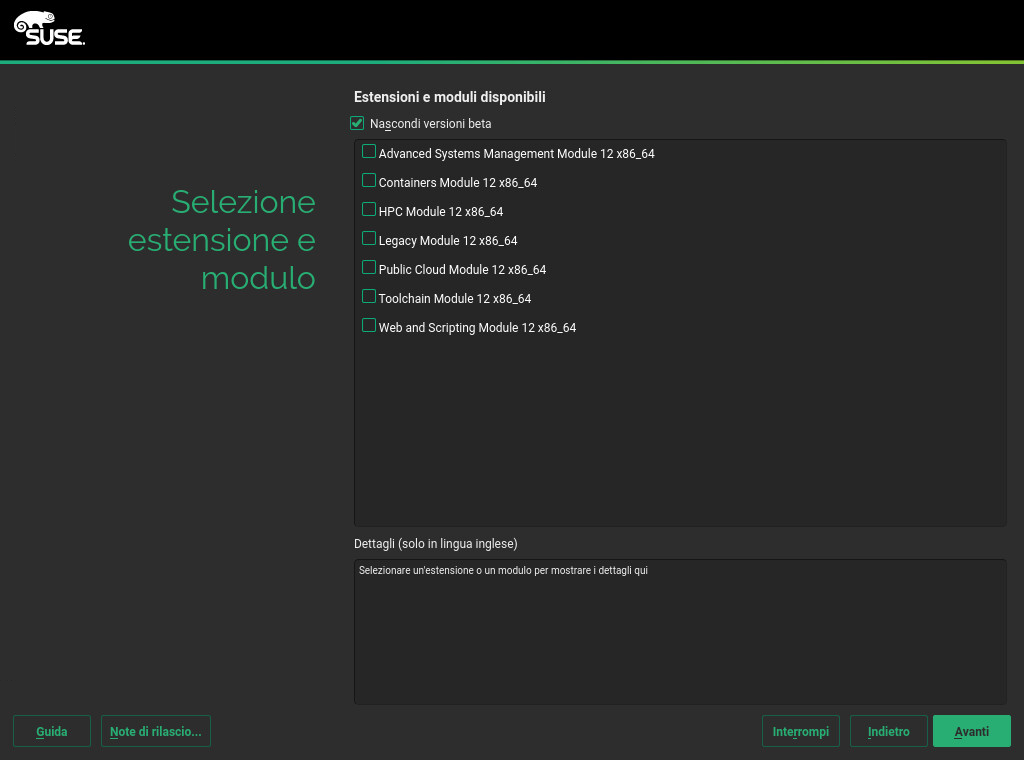 SUSE
Estensioni e moduli disponibili
Nascondi versioni beta
Selezione
estensione e
modulo
Advanced Systems Management Module 12 x86_64
Containers Module 12 x86_64
HPC Module 12 x86_64
Legacy Module 12 x86_64
Public Cloud Module 12 x86_64
Toolchain Module 12 x86_64
Web and Scripting Module 12 x86_64
Dettagli (solo in lingua inglese)
Selezionare un'estensione o un modulo per mostrare i dettagli qui
Guida
Note di rilascio...
Interrompi
Indietro
Avanti